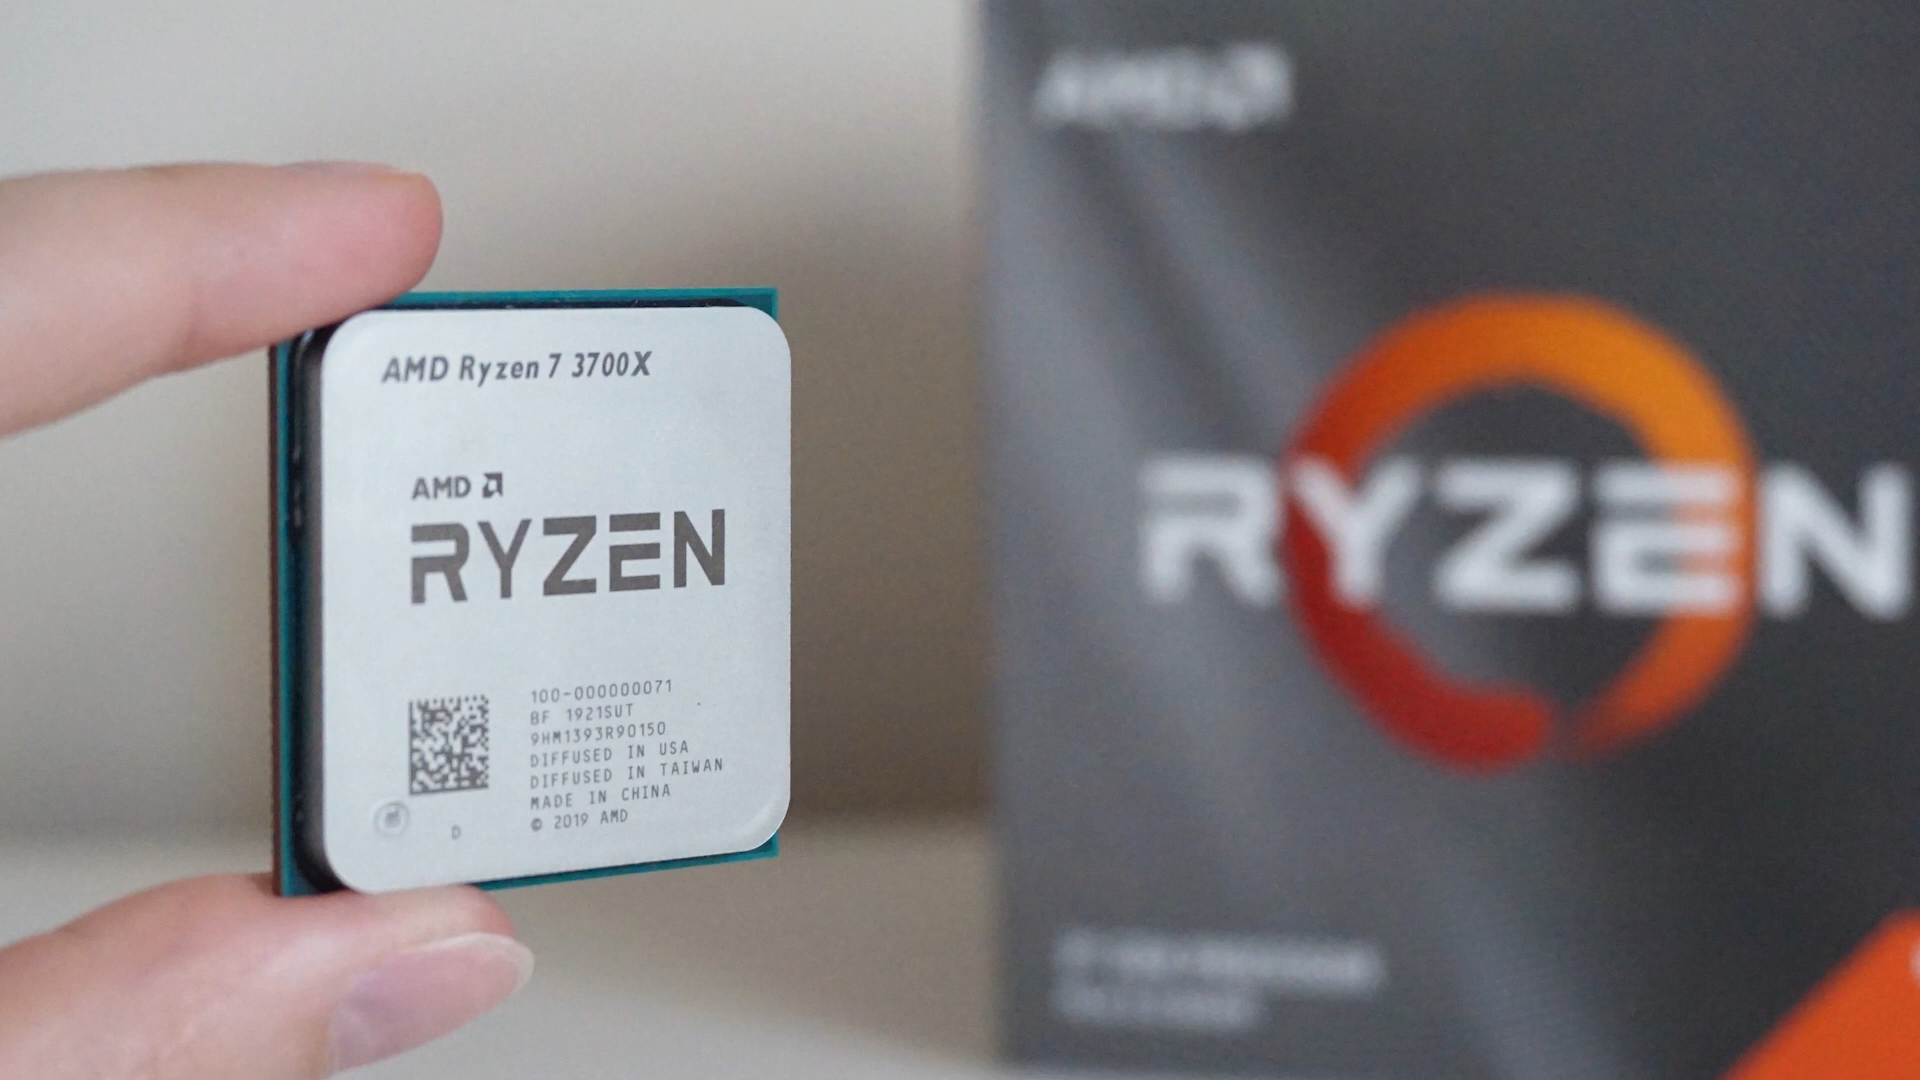 AMD Ryzen 7 3700X
AMD
RYZEN
100-000000071
BF 1921SUT
9HM1393R90150
DIFFUSED IN USA
DIFFUSED IN TAIWAN
MADE IN CHINA
© 2019 AMD
D
AMD
RYZEN